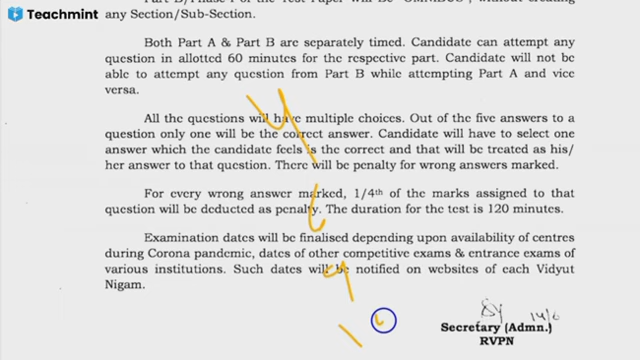 Teachmint
Part B/Phase I of the Test Paper will be "OMNIBUS", without creating
any Section/Sub-Section.
Both Part A & Part B are separately timed. Candidate can attempt any
question in allotted 60 minutes for the respective part. Candidate will not be
able to attempt any question from Part B while attempting Part A and vice
versa.
All the questions will have multiple choices. Out of the five answers to a
question only one will be the correct answer. Candidate will have to select one
answer which the candidate feels is the correct and that will be treated as his/
her answer to that question. There will be penalty for wrong answers marked.
For every wrong answer marked, 1/4th of the marks assigned to that
question will be deducted as penalty. The duration for the test is 120 minutes.
Examination dates will be finalised depending upon availability of centres
during Corona pandemic, dates of other competitive exams & entrance exams of
various institutions. Such dates will be notified on websites of each Vidyut
Nigam.
Secretary (Admn.)
RVPN